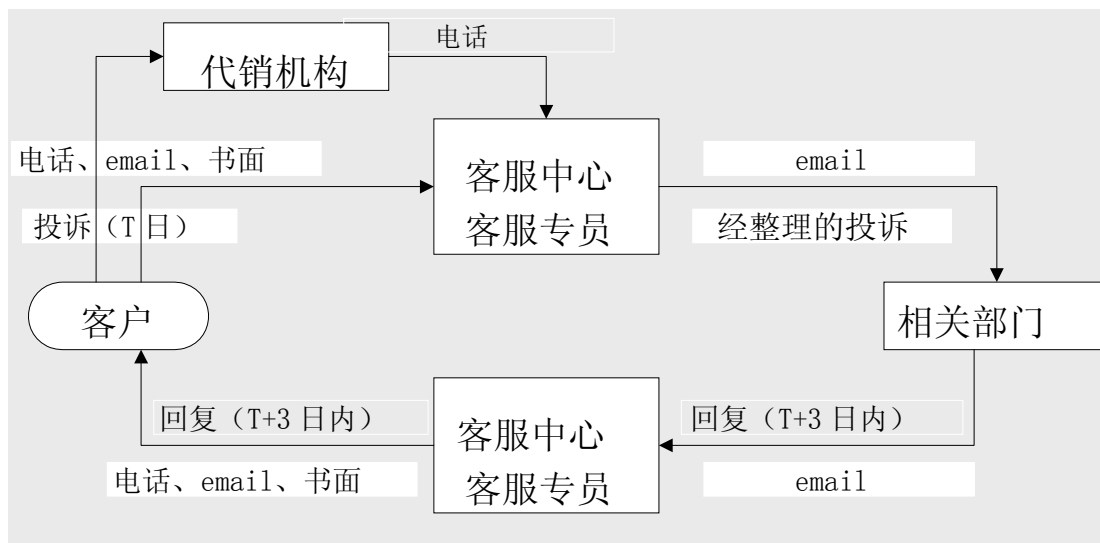 电话
代销机构
电话、email、书面
客服中心
客服专员
email
投诉（T 日）
经整理的投诉
客户
相关部门
回复（T+3 日内）
客服中心
客服专员
回复（T+3 日内）
电话、email、书面
email